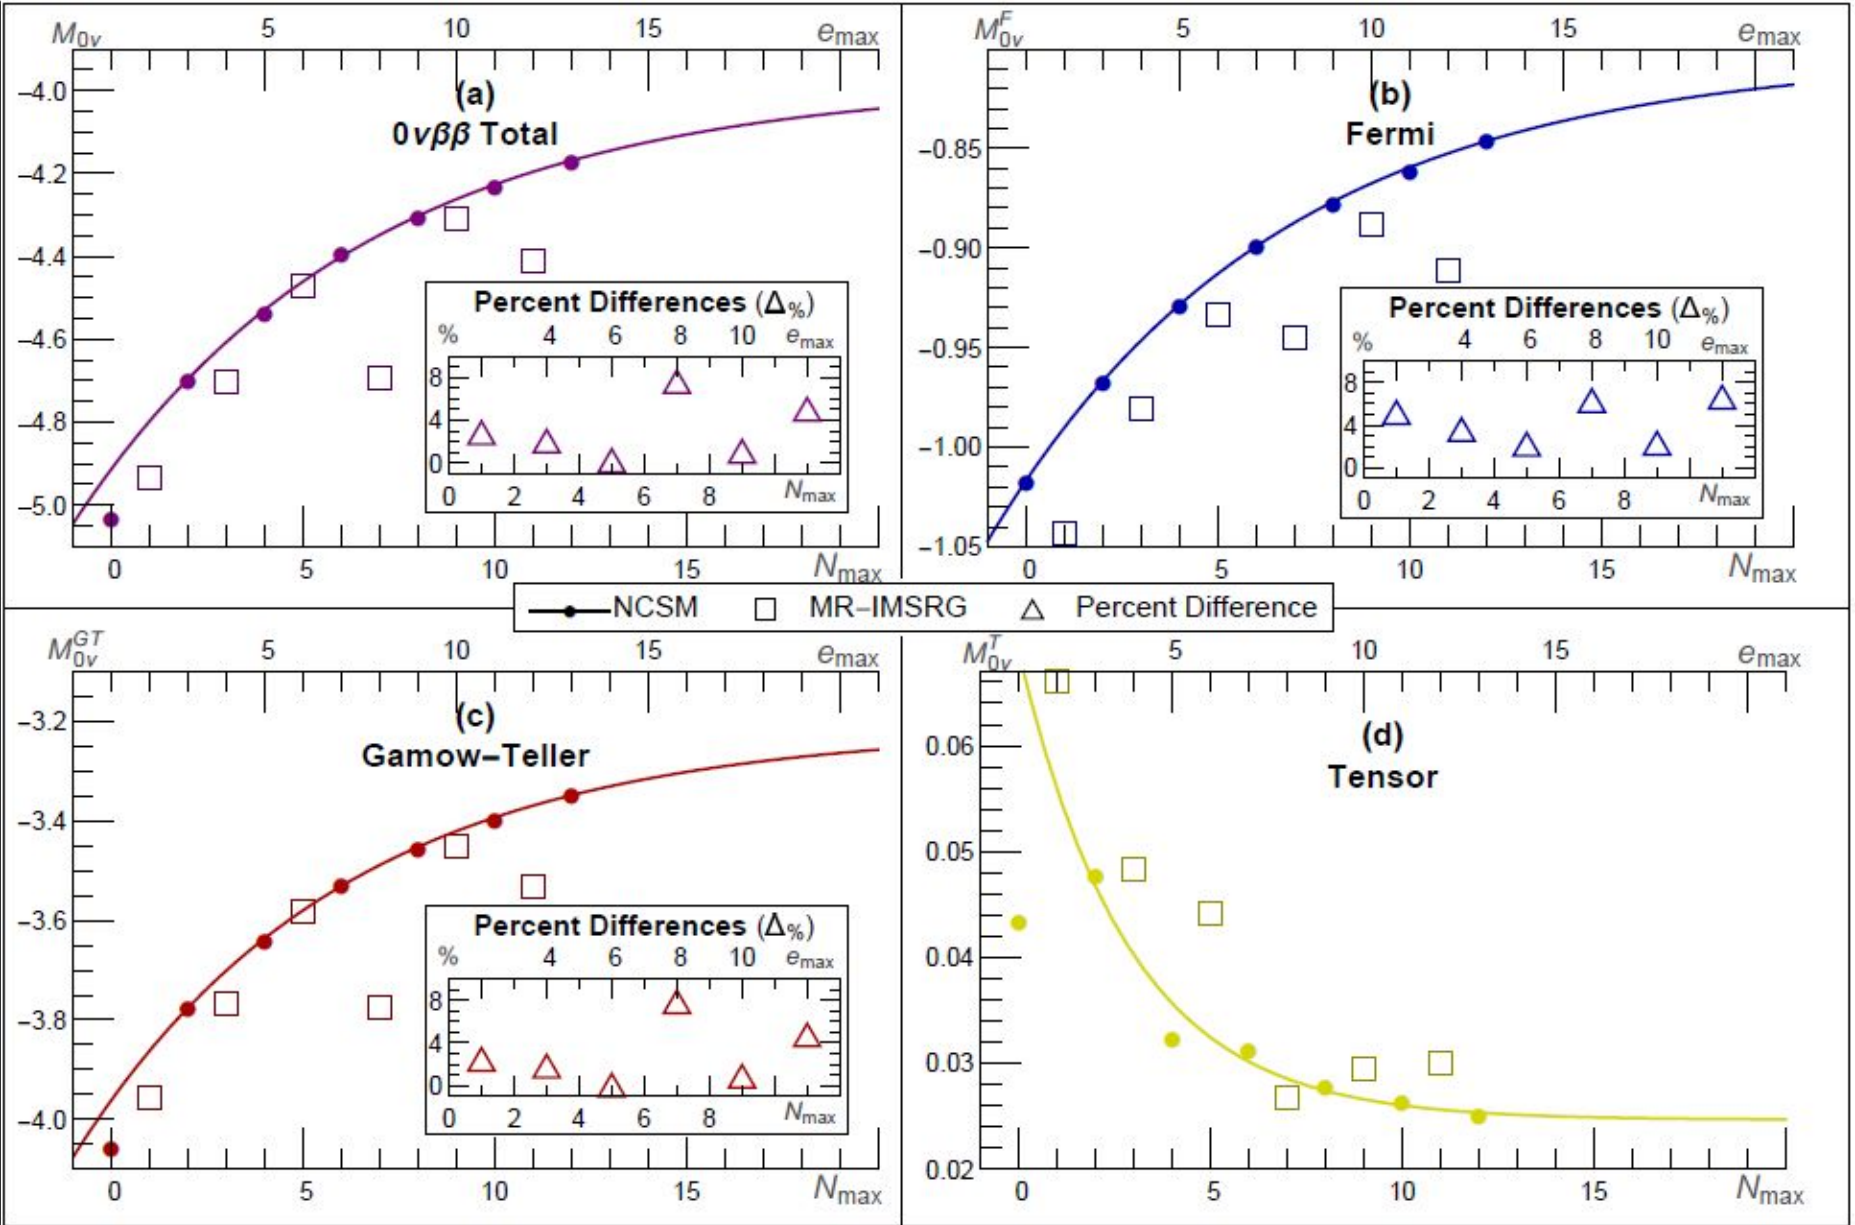 M0ν 5 10 15 emax
(a)
0νββ Total
−4.0
−4.2
−4.4
−4.6
−4.8
−5.0
Percent Differences (Δ%)
% 4 6 8 10 emax
8
4
0
0 2 4 6 8 Nmax
0 5 10 15 Nmax
M0νF 5 10 15 emax
(b)
Fermi
−0.85
−0.90
−0.95
−1.00
−1.05
Percent Differences (Δ%)
% 4 6 8 10 emax
8
4
0
0 2 4 6 8 Nmax
0 5 10 15 Nmax
NCSM MR−IMSRG Percent Difference
M0νGT 5 10 15 emax
(c)
Gamow−Teller
−3.2
−3.4
−3.6
−3.8
−4.0
Percent Differences (Δ%)
% 4 6 8 10 emax
8
4
0
0 2 4 6 8 Nmax
0 5 10 15 Nmax
M0νT 5 10 15 emax
(d)
Tensor
0.06
0.05
0.04
0.03
0.02
0 5 10 15 Nmax